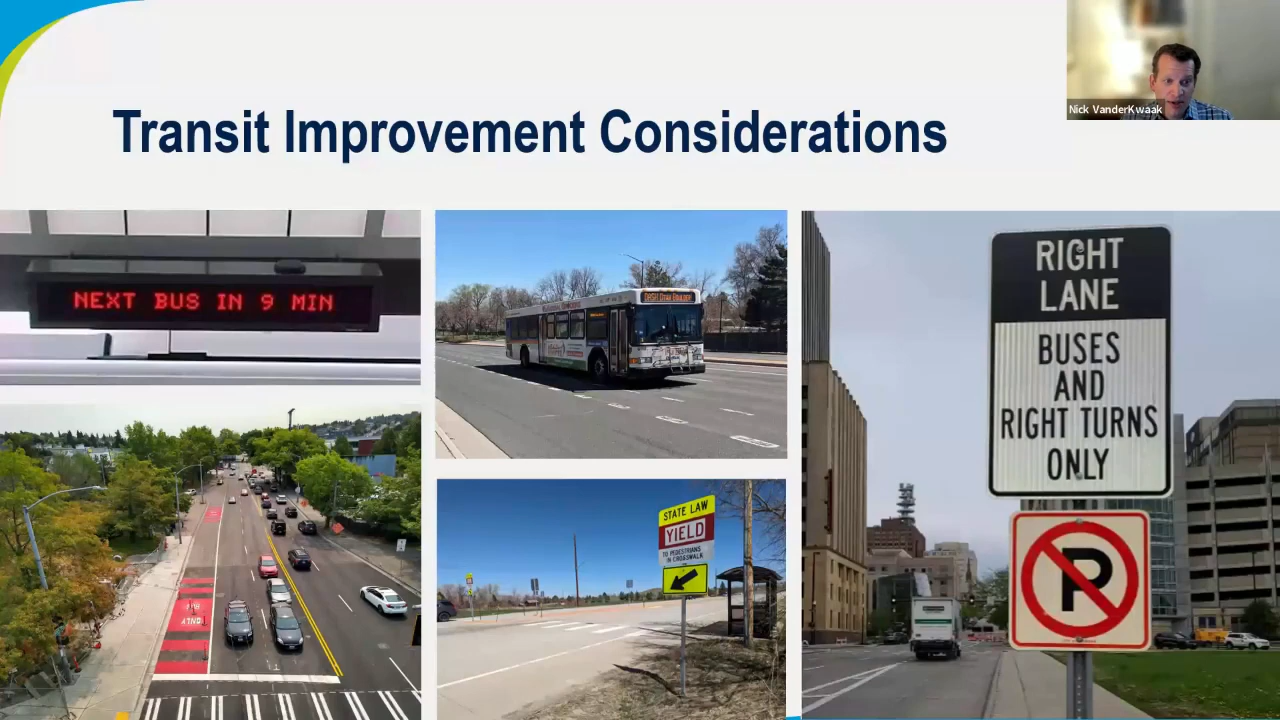 Nick VanderKwaak
Transit Improvement Considerations
NEXT BUS IN 9 MIN
STATE LAW
YIELD
TO PEDESTRIANS
IN CROSSWALK
ONLY
RIGHT
LANE
BUSES
AND
RIGHT TURNS
ONLY
P